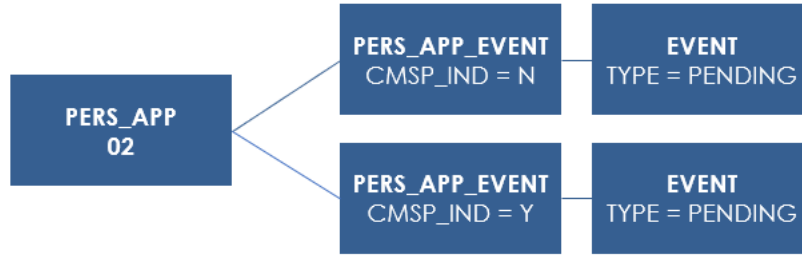 PERS_APP
02
PERS_APP_EVENT
CMSP_IND = N
EVENT
TYPE = PENDING
PERS_APP_EVENT
CMSP_IND = Y
EVENT
TYPE = PENDING